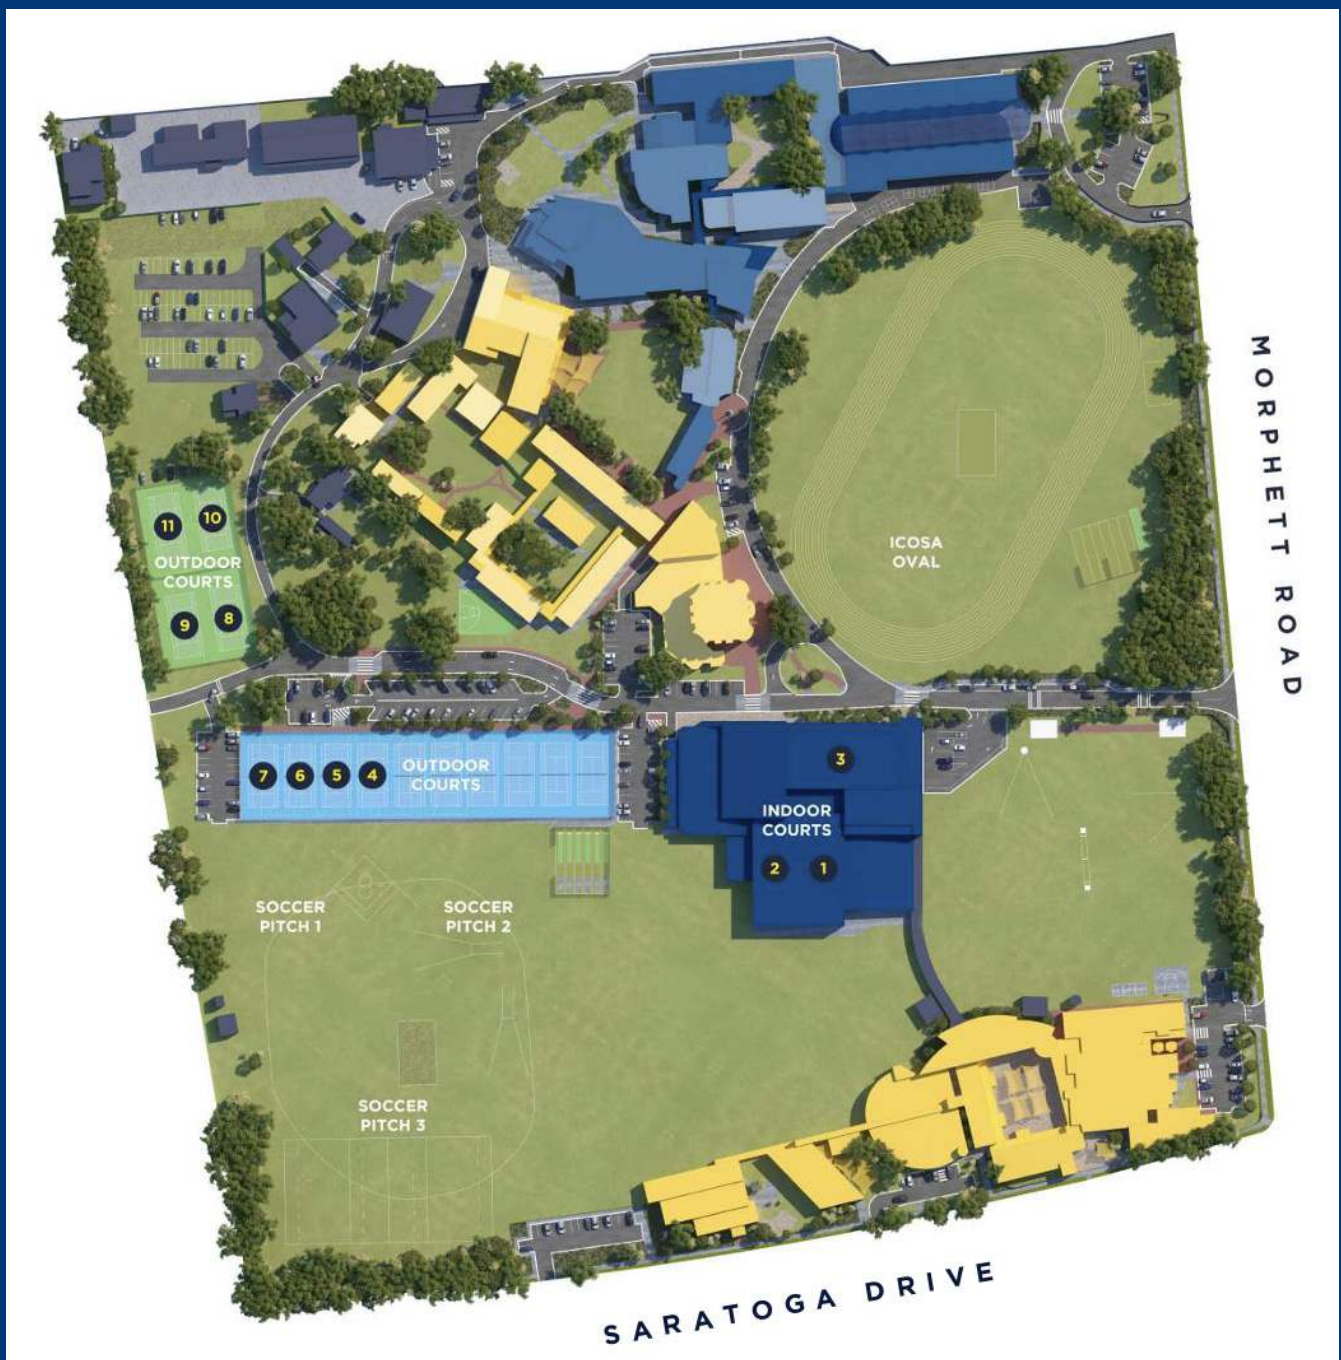 MORPHETT ROAD
ICOSA
OVAL
11
10
OUTDOOR
COURTS
9
8
7
6
5
4
OUTDOOR
COURTS
3
INDOOR
COURTS
2
1
SOCCER
PITCH 1
SOCCER
PITCH 2
SOCCER
PITCH 3
SARATOGA DRIVE